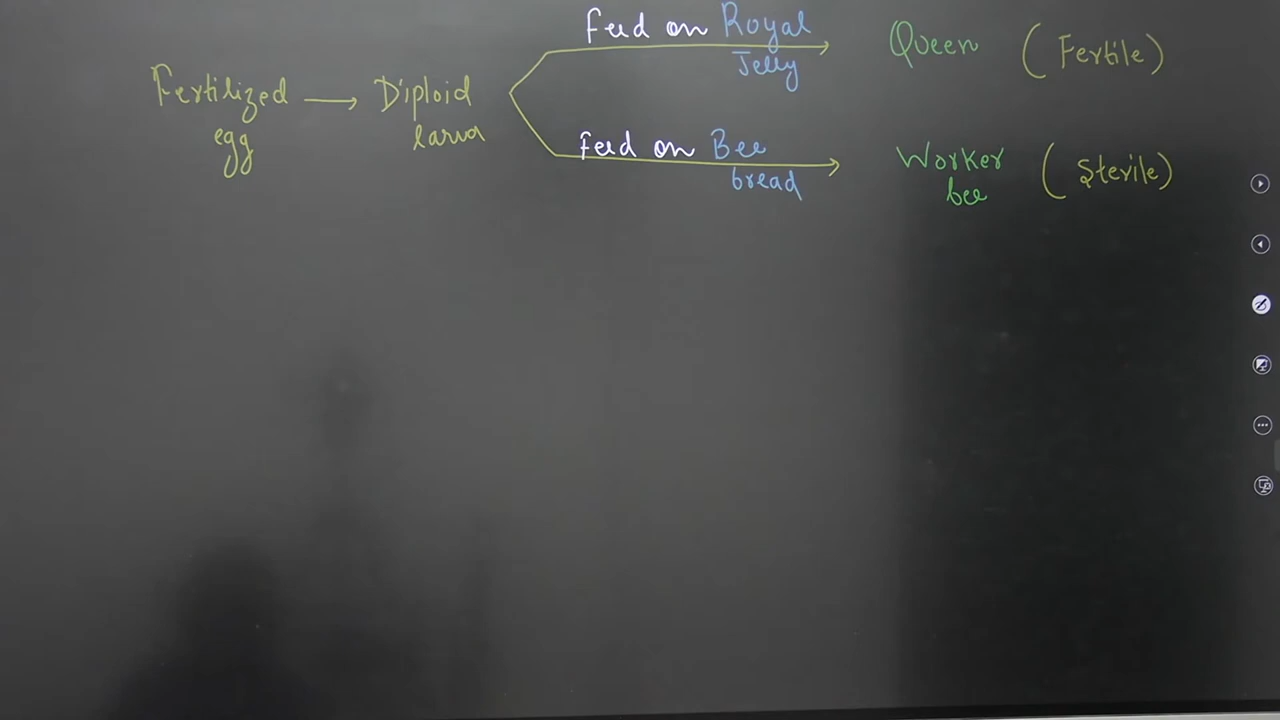 Feed on Royal
Jelly
Queen (Fertile)
Fertilized
egg
Diploid
larva
Feed on Bee
bread
Worker
bee
(Sterile)